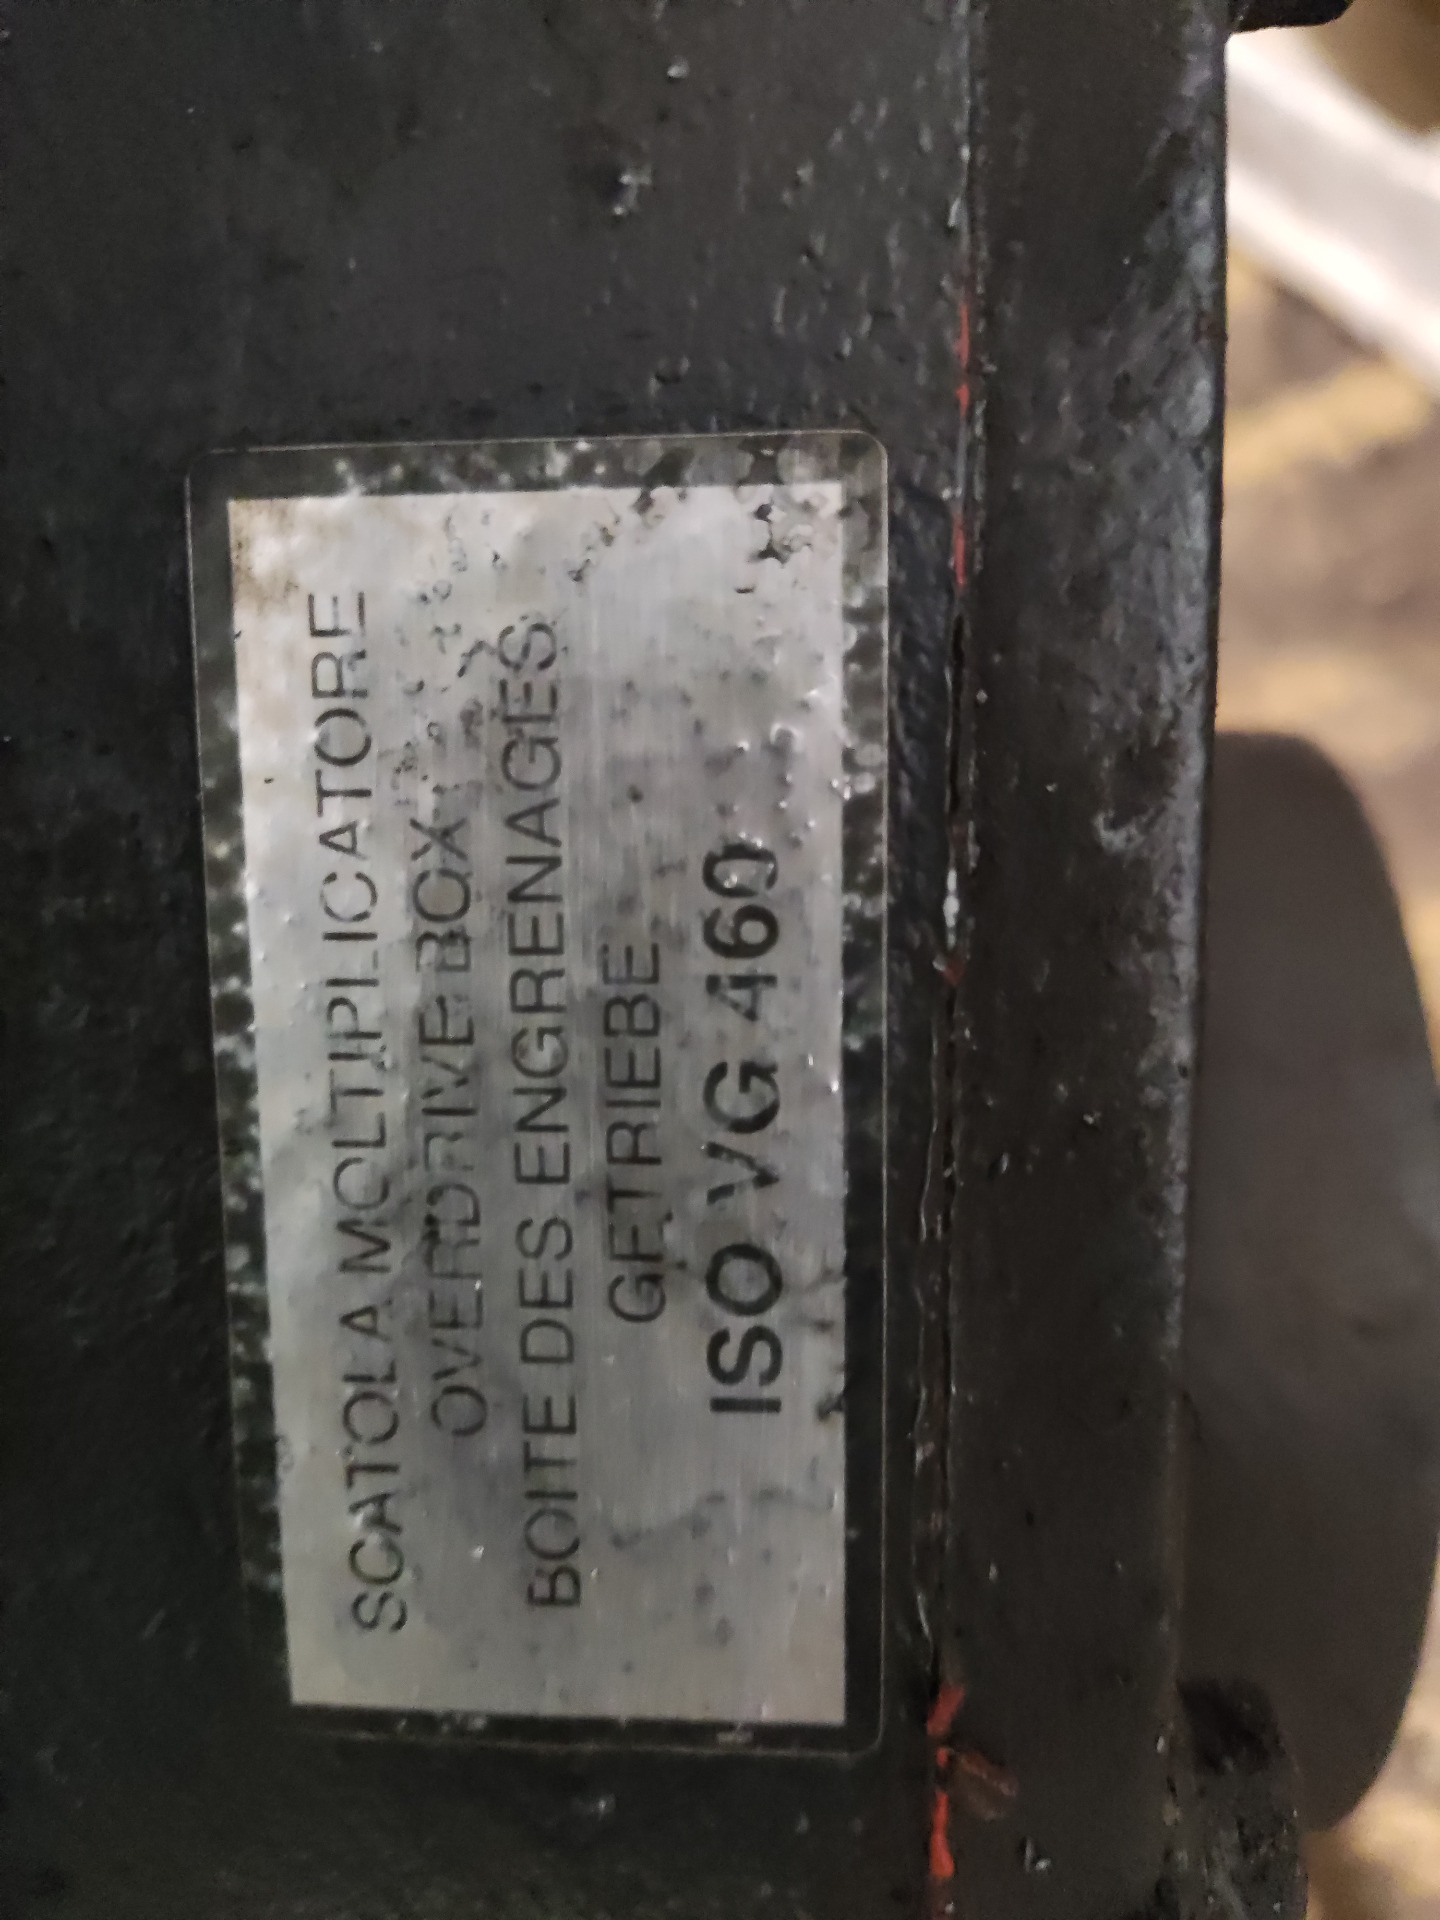 SCATOLA MOLTIPLICATORE
OVERDRIVE BOX
BOITE DES ENGRENAGES
GETRIEBE
ISO VG 460